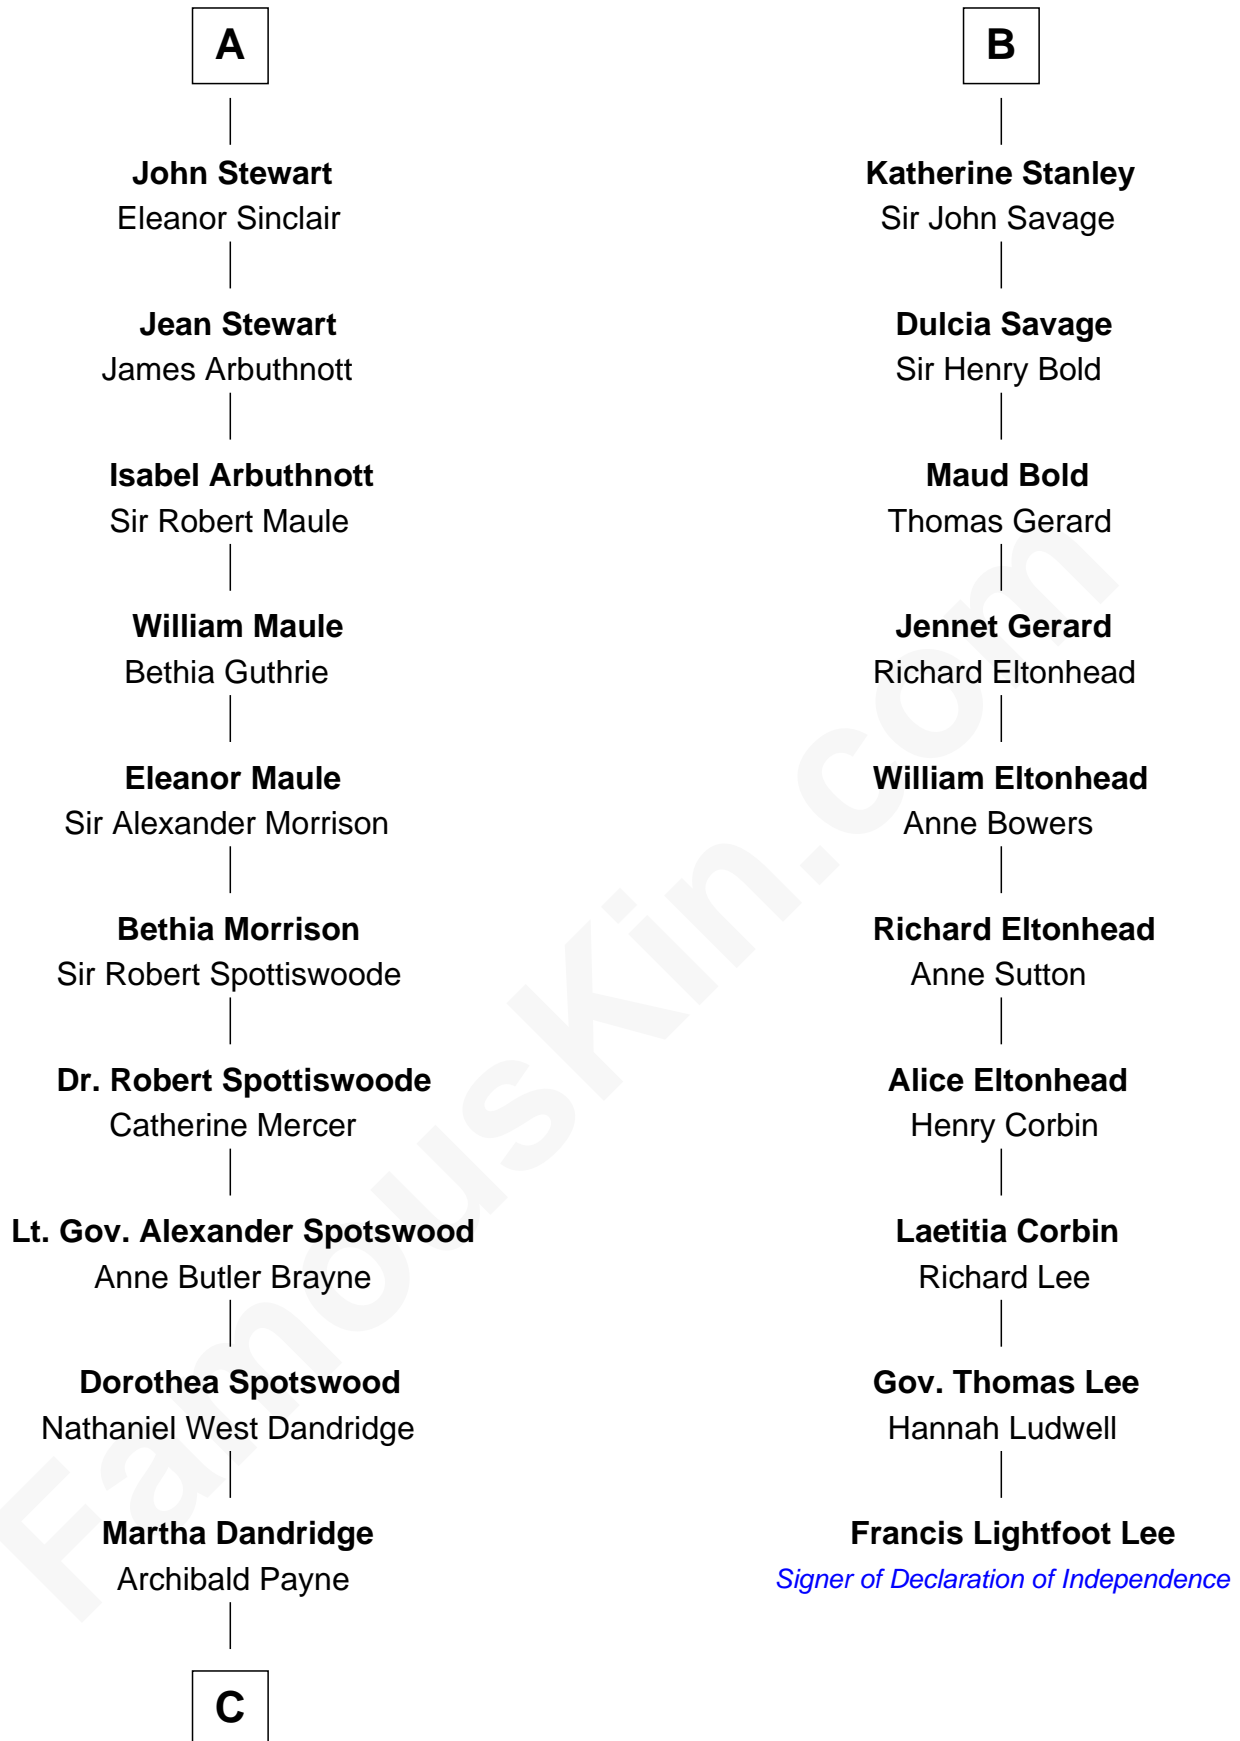 A
John Stewart
Eleanor Sinclair
Jean Stewart
James Arbuthnott
Isabel Arbuthnott
Sir Robert Maule
William Maule
Bethia Guthrie
Eleanor Maule
Sir Alexander Morrison
Bethia Morrison
Sir Robert Spottiswoode
Dr. Robert Spottiswoode
Catherine Mercer
Lt. Gov. Alexander Spotswood
Anne Butler Brayne
Dorothea Spotswood
Nathaniel West Dandridge
Martha Dandridge
Archibald Payne
C
B
Katherine Stanley
Sir John Savage
Dulcia Savage
Sir Henry Bold
Maud Bold
Thomas Gerard
Jennet Gerard
Richard Eltonhead
William Eltonhead
Anne Bowers
Richard Eltonhead
Anne Sutton
Alice Eltonhead
Henry Corbin
Laetitia Corbin
Richard Lee
Gov. Thomas Lee
Hannah Ludwell
Francis Lightfoot Lee
Signer of Declaration of Independence
FamousKin.com